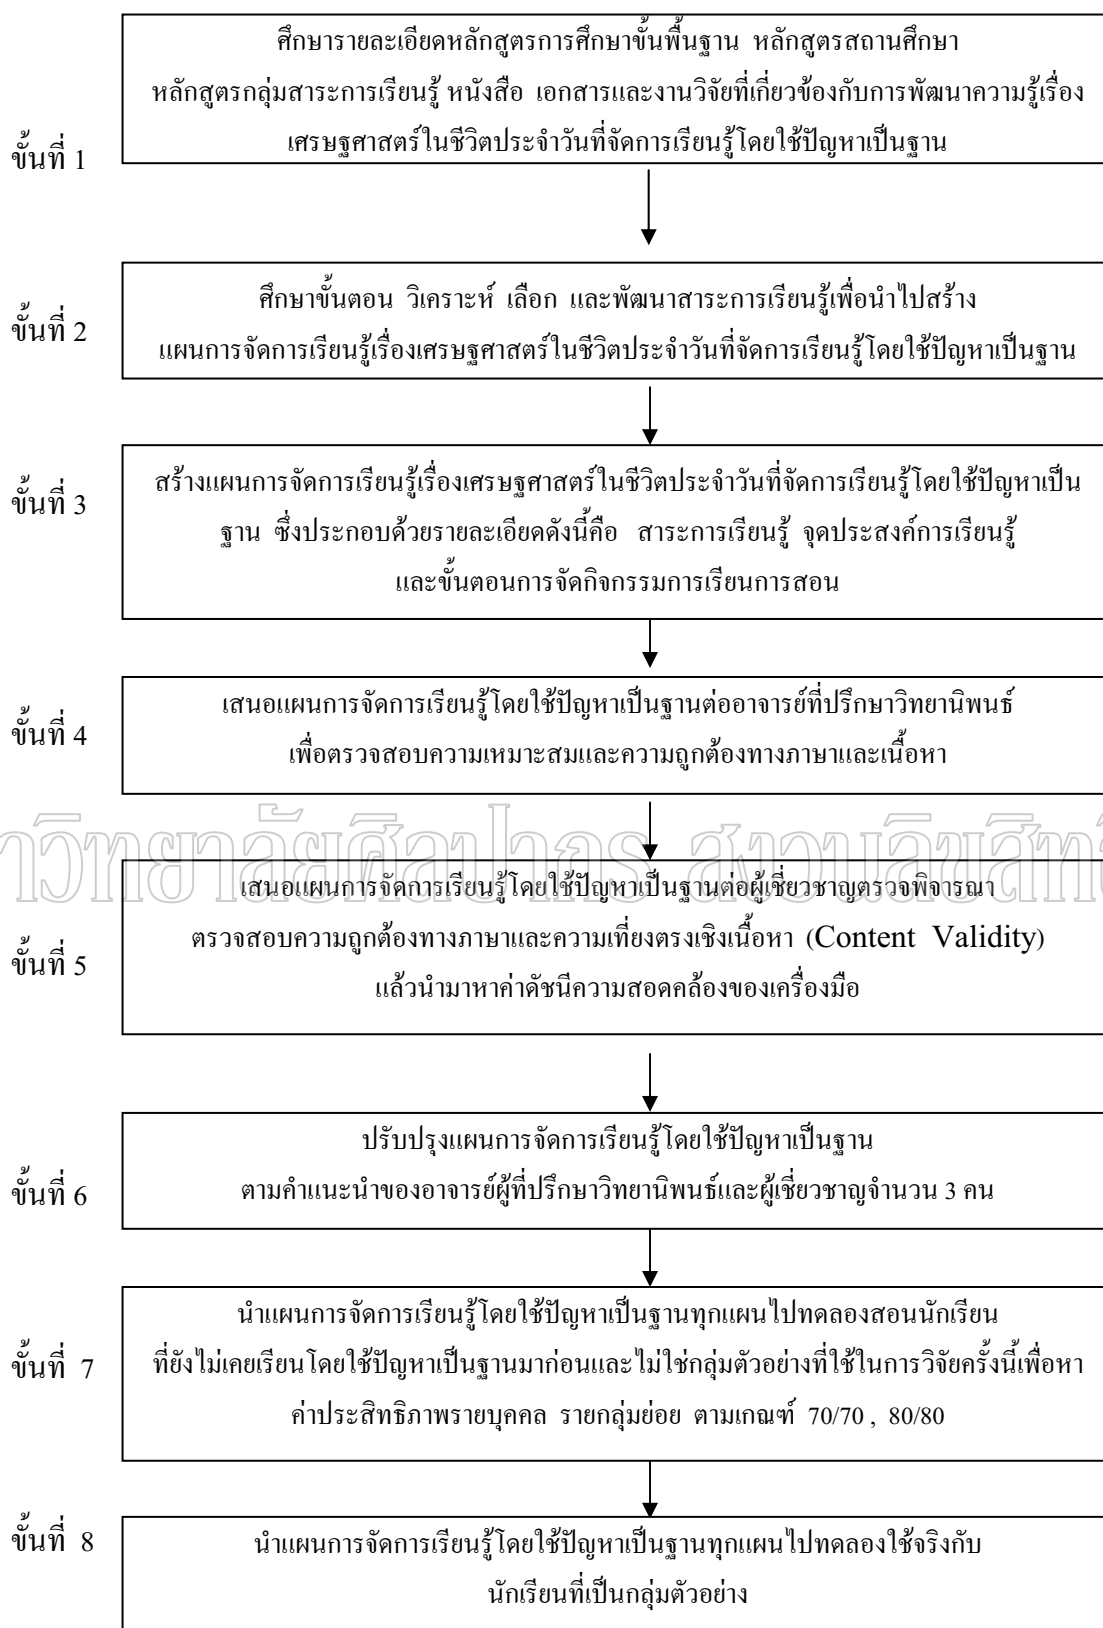 ศึกษารายละเอียดหลักสูตรการศึกษาขั้นพื้นฐาน หลักสูตรสถานศึกษา
หลักสูตรกลุ่มสาระการเรียนรู้ หนังสือ เอกสารและงานวิจัยที่เกี่ยวข้องกับการพัฒนาความรู้เรื่อง
เศรษฐศาสตร์ในชีวิตประจำวันที่จัดการเรียนรู้โดยใช้ปัญหาเป็นฐาน
ขั้นที่ 1
ศึกษาขั้นตอน วิเคราะห์ เลือก และพัฒนาสาระการเรียนรู้เพื่อนำไปสร้าง
ขั้นที่ 2
แผนการจัดการเรียนรู้เรื่องเศรษฐศาสตร์ในชีวิตประจำวันที่จัดการเรียนรู้โดยใช้ปัญหาเป็นฐาน
สร้างแผนการจัดการเรียนรู้เรื่องเศรษฐศาสตร์ในชีวิตประจำวันที่จัดการเรียนรู้โดยใช้ปัญหาเป็น
ขั้นที่ 3
ฐาน ซึ่งประกอบด้วยรายละเอียดดังนี้คือ สาระการเรียนรู้ จุดประสงค์การเรียนรู้
และขั้นตอนการจัดกิจกรรมการเรียนการสอน
เสนอแผนการจัดการเรียนรู้โดยใช้ปัญหาเป็นฐานต่ออาจารย์ที่ปรึกษาวิทยานิพนธ์
ขั้นที่ 4
เพื่อตรวจสอบความเหมาะสมและความถูกต้องทางภาษาและเนื้อหา
าวิทยาลัยศิลปากร สงวนลิขสิทธิ
เสนอแผนการจัดการเรียนรู้โดยใช้ปัญหาเป็นฐานต่อผู้เชี่ยวชาญตรวจพิจารณา
ตรวจสอบความถูกต้องทางภาษาและความเที่ยงตรงเชิงเนื้อหา (Content Validity)
ขั้นที่ 5
แล้วนำมาหาค่าดัชนีความสอดคล้องของเครื่องมือ
ปรับปรุงแผนการจัดการเรียนรู้โดยใช้ปัญหาเป็นฐาน
ขั้นที่ 6
ตามคำแนะนำของอาจารย์ผู้ที่ปรึกษาวิทยานิพนธ์และผู้เชี่ยวชาญจำนวน 3 คน
นำแผนการจัดการเรียนรู้โดยใช้ปัญหาเป็นฐานทุกแผนไปทดลองสอนนักเรียน
ขั้นที่ 7
ที่ยังไม่เคยเรียนโดยใช้ปัญหาเป็นฐานมาก่อนและไม่ใช่กลุ่มตัวอย่างที่ใช้ในการวิจัยครั้งนี้เพื่อหา
ค่าประสิทธิภาพรายบุคคล รายกลุ่มย่อย ตามเกณฑ์ 70/70 , 80/80
ขั้นที่ 8
นำแผนการจัดการเรียนรู้โดยใช้ปัญหาเป็นฐานทุกแผนไปทดลองใช้จริงกับ
นักเรียนที่เป็นกลุ่มตัวอย่าง